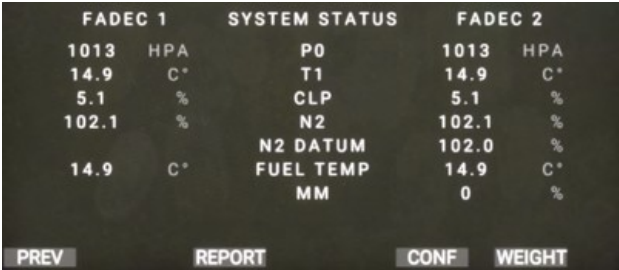 FADEC 1 SYSTEM STATUS FADEC 2
1013 HPA P0 1013 HPA
14.9 C° T1 14.9 C°
5.1 % CLP 5.1 %
102.1 % N2 102.1 %
N2 DATUM 102.0 %
14.9 C° FUEL TEMP 14.9 C°
MM 0 %
PREV REPORT CONF WEIGHT